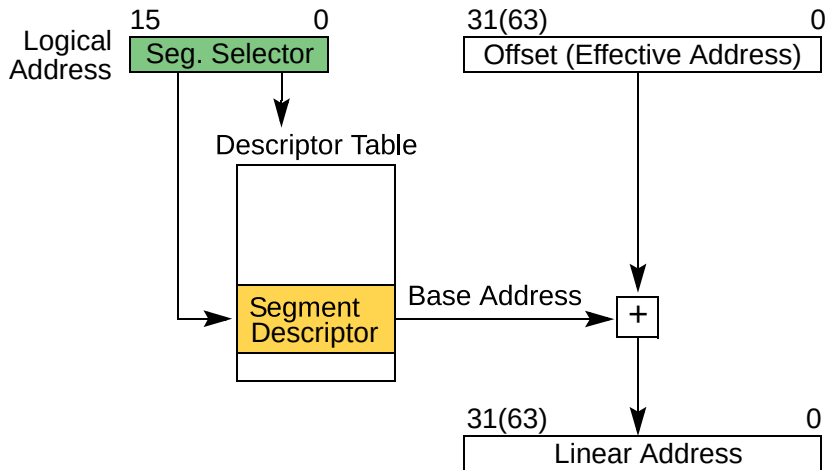 15 0
31(63) 0
Logical
Address
Seg. Selector
Offset (Effective Address)
Descriptor Table
Base Address
Segment
Descriptor
+
31(63) 0
Linear Address